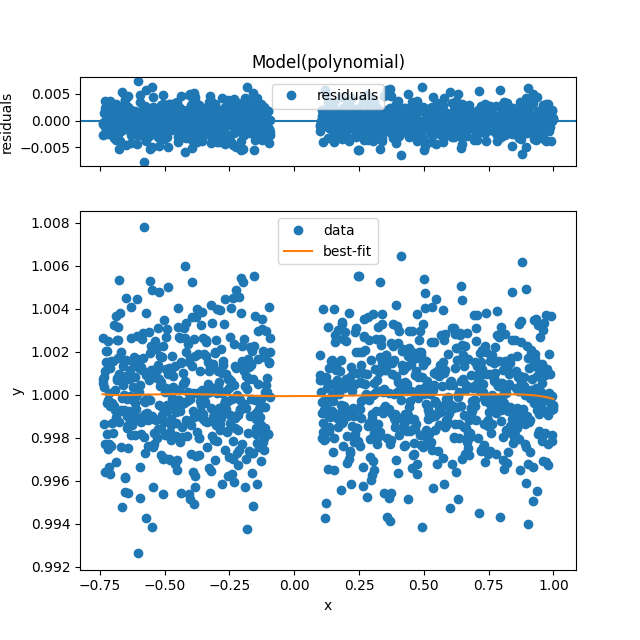 Model(polynomial)
residuals
0.005
0.000
−0.005
residuals
1.008
1.006
1.004
1.002
1.000
0.998
0.996
0.994
0.992
y
data
best-fit
−0.75
−0.50
−0.25
0.00
0.25
0.50
0.75
1.00
x